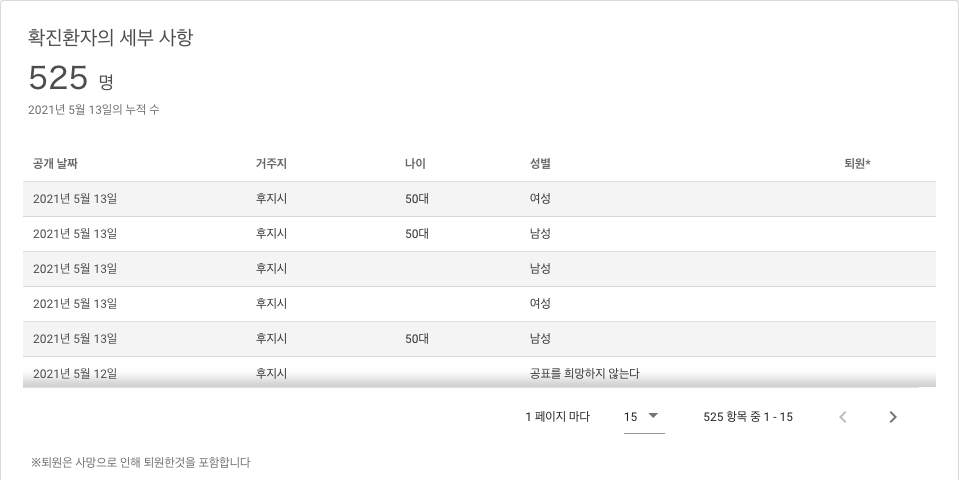 확진환자의 세부 사항
525 명
2021년 5월 13일의 누적 수
공개 날짜 거주지 나이 성별 퇴원*
2021년 5월 13일 후지시 50대 여성
2021년 5월 13일 후지시 50대 남성
2021년 5월 13일 후지시 남성
2021년 5월 13일 후지시 여성
2021년 5월 13일 후지시 50대 남성
2021년 5월 12일 후지시 공표를 희망하지 않는다
1 페이지 마다 15 525 항목 중 1 - 15
※퇴원은 사망으로 인해 퇴원한것을 포함합니다